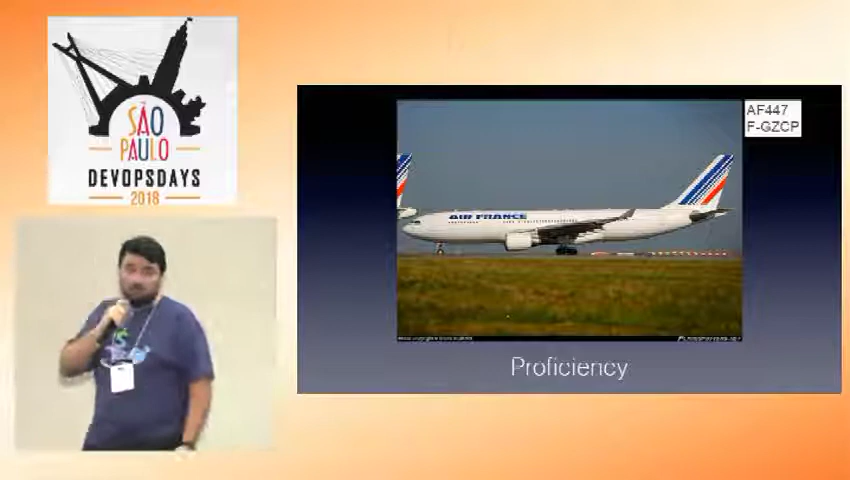 SÃO
PAULO
DEVOPSDAYS
2018
AF447
F-GZCP
AIR FRANCE
Proficiency